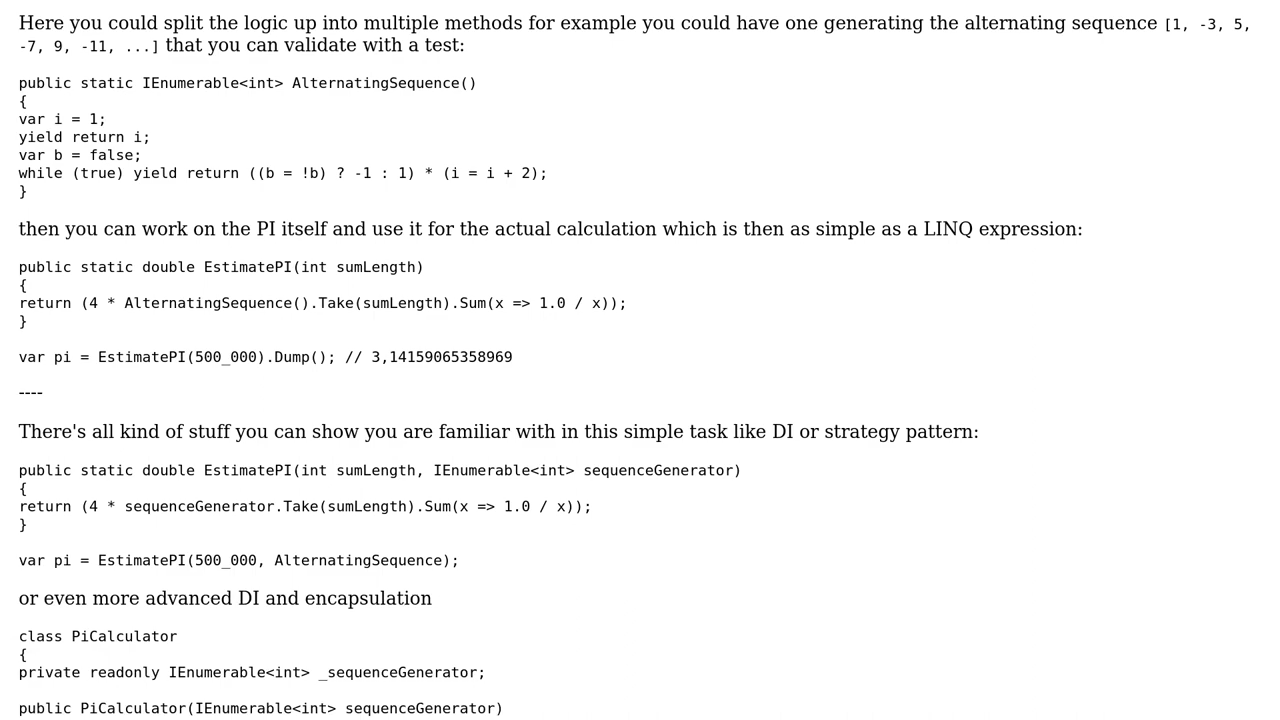 Here you could split the logic up into multiple methods for example you could have one generating the alternating sequence [1, -3, 5,
-7, 9, -11, ...] that you can validate with a test:
public static IEnumerable<int> AlternatingSequence()
{
var i = 1;
yield return i;
var b = false;
while (true) yield return ((b = !b) ? -1 : 1) * (i = i + 2);
}
then you can work on the PI itself and use it for the actual calculation which is then as simple as a LINQ expression:
public static double EstimatePI(int sumLength)
{
return (4 * AlternatingSequence().Take(sumLength).Sum(x => 1.0 / x));
}
var pi = EstimatePI(500_000).Dump(); // 3,14159065358969
----
There's all kind of stuff you can show you are familiar with in this simple task like DI or strategy pattern:
public static double EstimatePI(int sumLength, IEnumerable<int> sequenceGenerator)
{
return (4 * sequenceGenerator.Take(sumLength).Sum(x => 1.0 / x));
}
var pi = EstimatePI(500_000, AlternatingSequence);
or even more advanced DI and encapsulation
class PiCalculator
{
private readonly IEnumerable<int> _sequenceGenerator;
public PiCalculator(IEnumerable<int> sequenceGenerator)